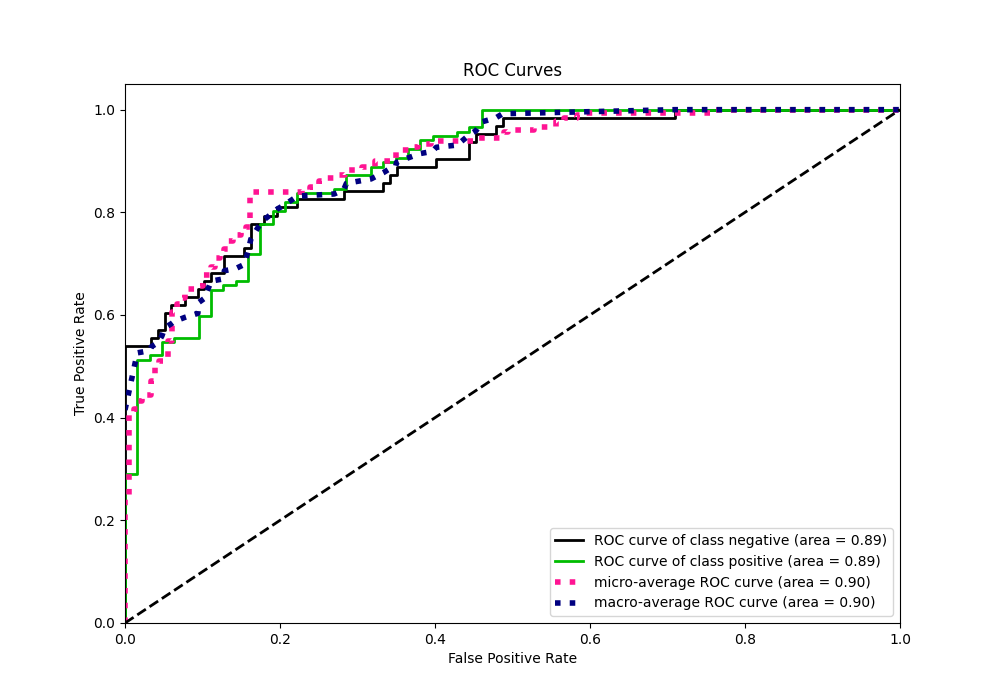 ROC Curves
True Positive Rate
1.0
0.8
0.6
0.4
0.2
0.0
ROC curve of class negative (area = 0.89)
ROC curve of class positive (area = 0.89)
micro-average ROC curve (area = 0.90)
macro-average ROC curve (area = 0.90)
0.0 0.2 0.4 0.6 0.8 1.0
False Positive Rate